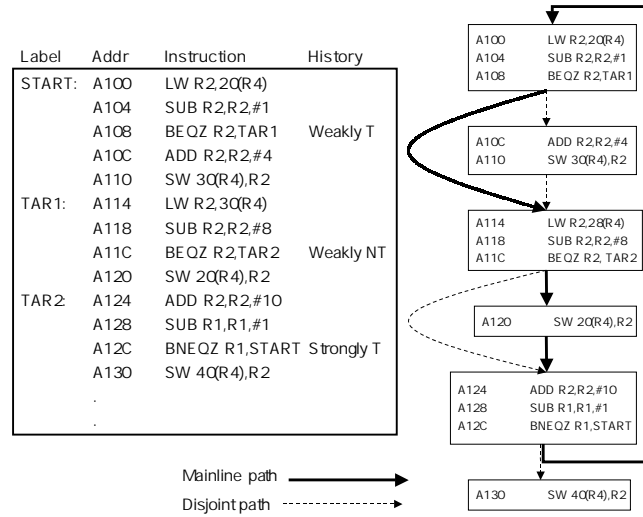 Label Addr Instruction History
START: A100 LW R2,20(R4)
A104 SUB R2,R2,#1
A108 BEQZ R2,TAR1 Weakly T
A10C ADD R2,R2,#4
A110 SW 30(R4),R2
TAR1: A114 LW R2,30(R4)
A118 SUB R2,R2,#8
A11C BEQZ R2,TAR2 Weakly NT
A120 SW 20(R4),R2
TAR2: A124 ADD R2,R2,#10
A128 SUB R1,R1,#1
A12C BNEQZ R1,START Strongly T
A130 SW 40(R4),R2
.
.
A100 LW R2,20(R4)
A104 SUB R2,R2,#1
A108 BEQZ R2,TAR1
A10C ADD R2,R2,#4
A110 SW 30(R4),R2
A114 LW R2,28(R4)
A118 SUB R2,R2,#8
A11C BEQZ R2, TAR2
A120 SW 20(R4),R2
A124 ADD R2,R2,#10
A128 SUB R1,R1,#1
A12C BNEQZ R1,START
A130 SW 40(R4),R2
Mainline path
Disjoint path